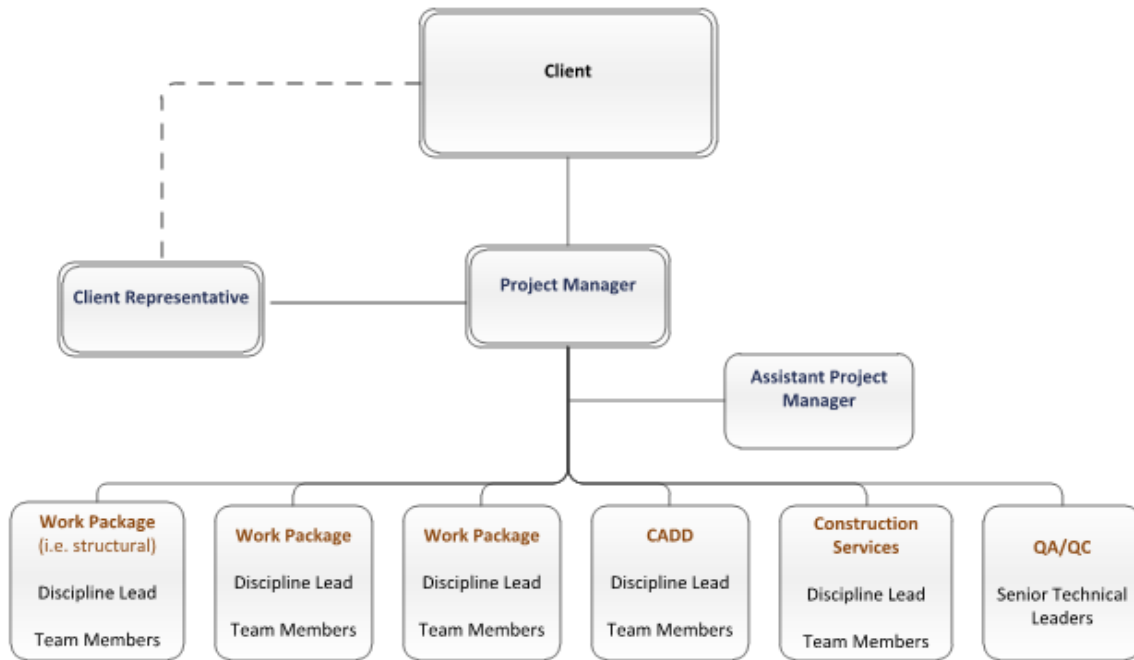 Client
Client Representative
Project Manager
Assistant Project
Manager
Work Package
(i.e. structural)
Discipline Lead
Team Members
Work Package
Discipline Lead
Team Members
Work Package
Discipline Lead
Team Members
CADD
Discipline Lead
Team Members
Construction
Services
Discipline Lead
Team Members
QA/QC
Senior Technical
Leaders